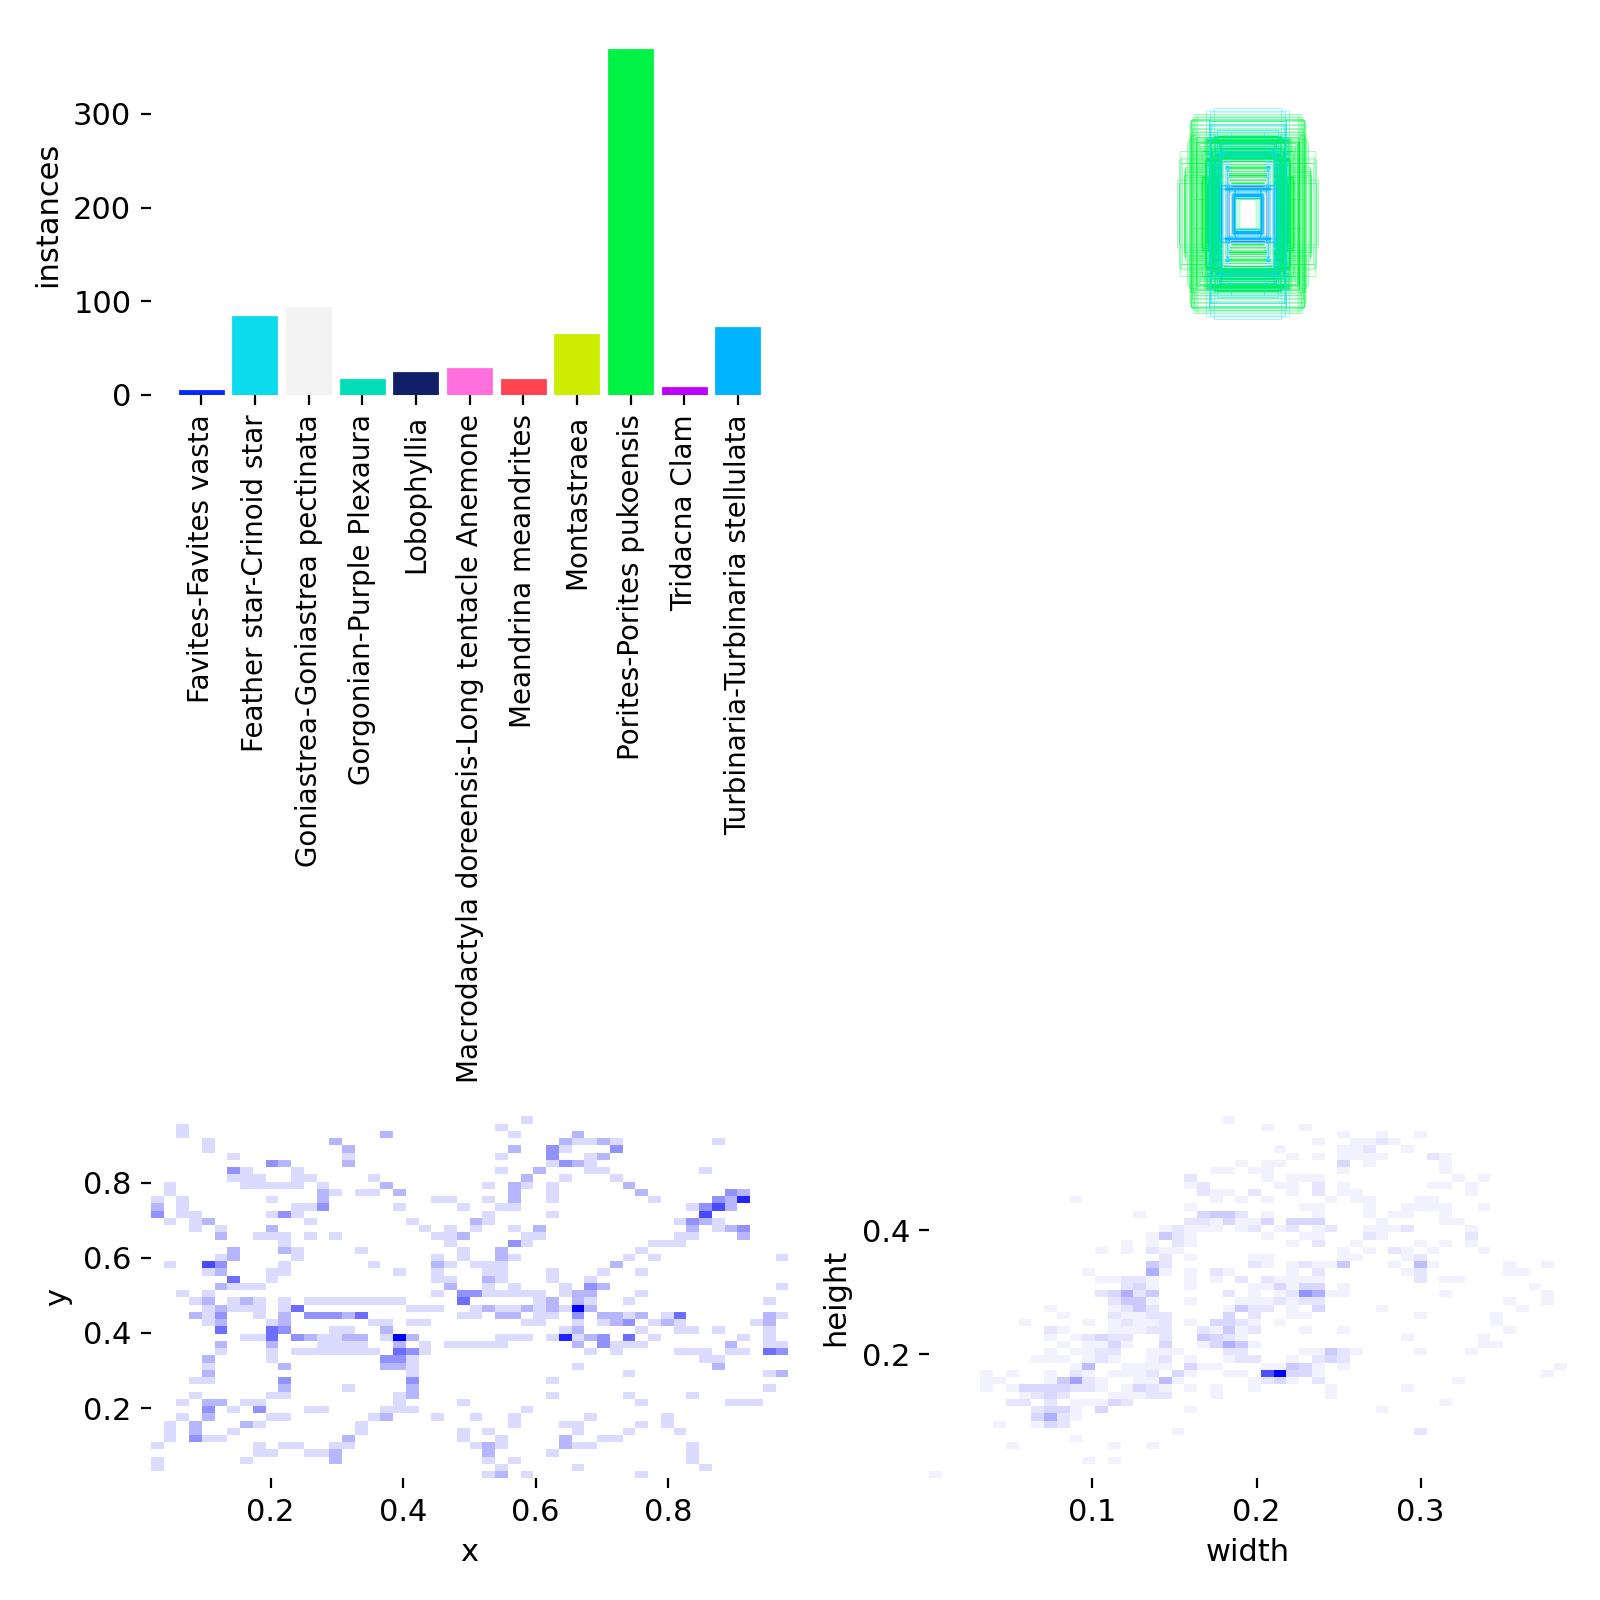 instances
300
200
100
0
Favites-Favites vasta
Feather star-Crinoid star
Goniastrea-Goniastrea pectinata
Gorgonian-Purple Plexaura
Lobophyllia
Macrodactyla doreensis-Long tentacle Anemone
Meandrina meandrites
Montastraea
Porites-Porites pukoensis
Tridacna Clam
Turbinaria-Turbinaria stellulata
y
0.8
0.6
0.4
0.2
0.2 0.4 0.6 0.8
x
height
0.4
0.2
0.1 0.2 0.3
width